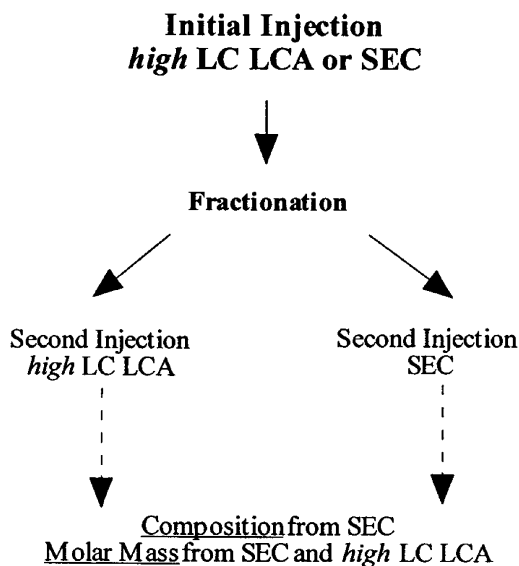 Initial Injection
high LC LCA or SEC
Fractionation
Second Injection
high LC LCA
Second Injection
SEC
Composition from SEC
Molar Mass from SEC and high LC LCA